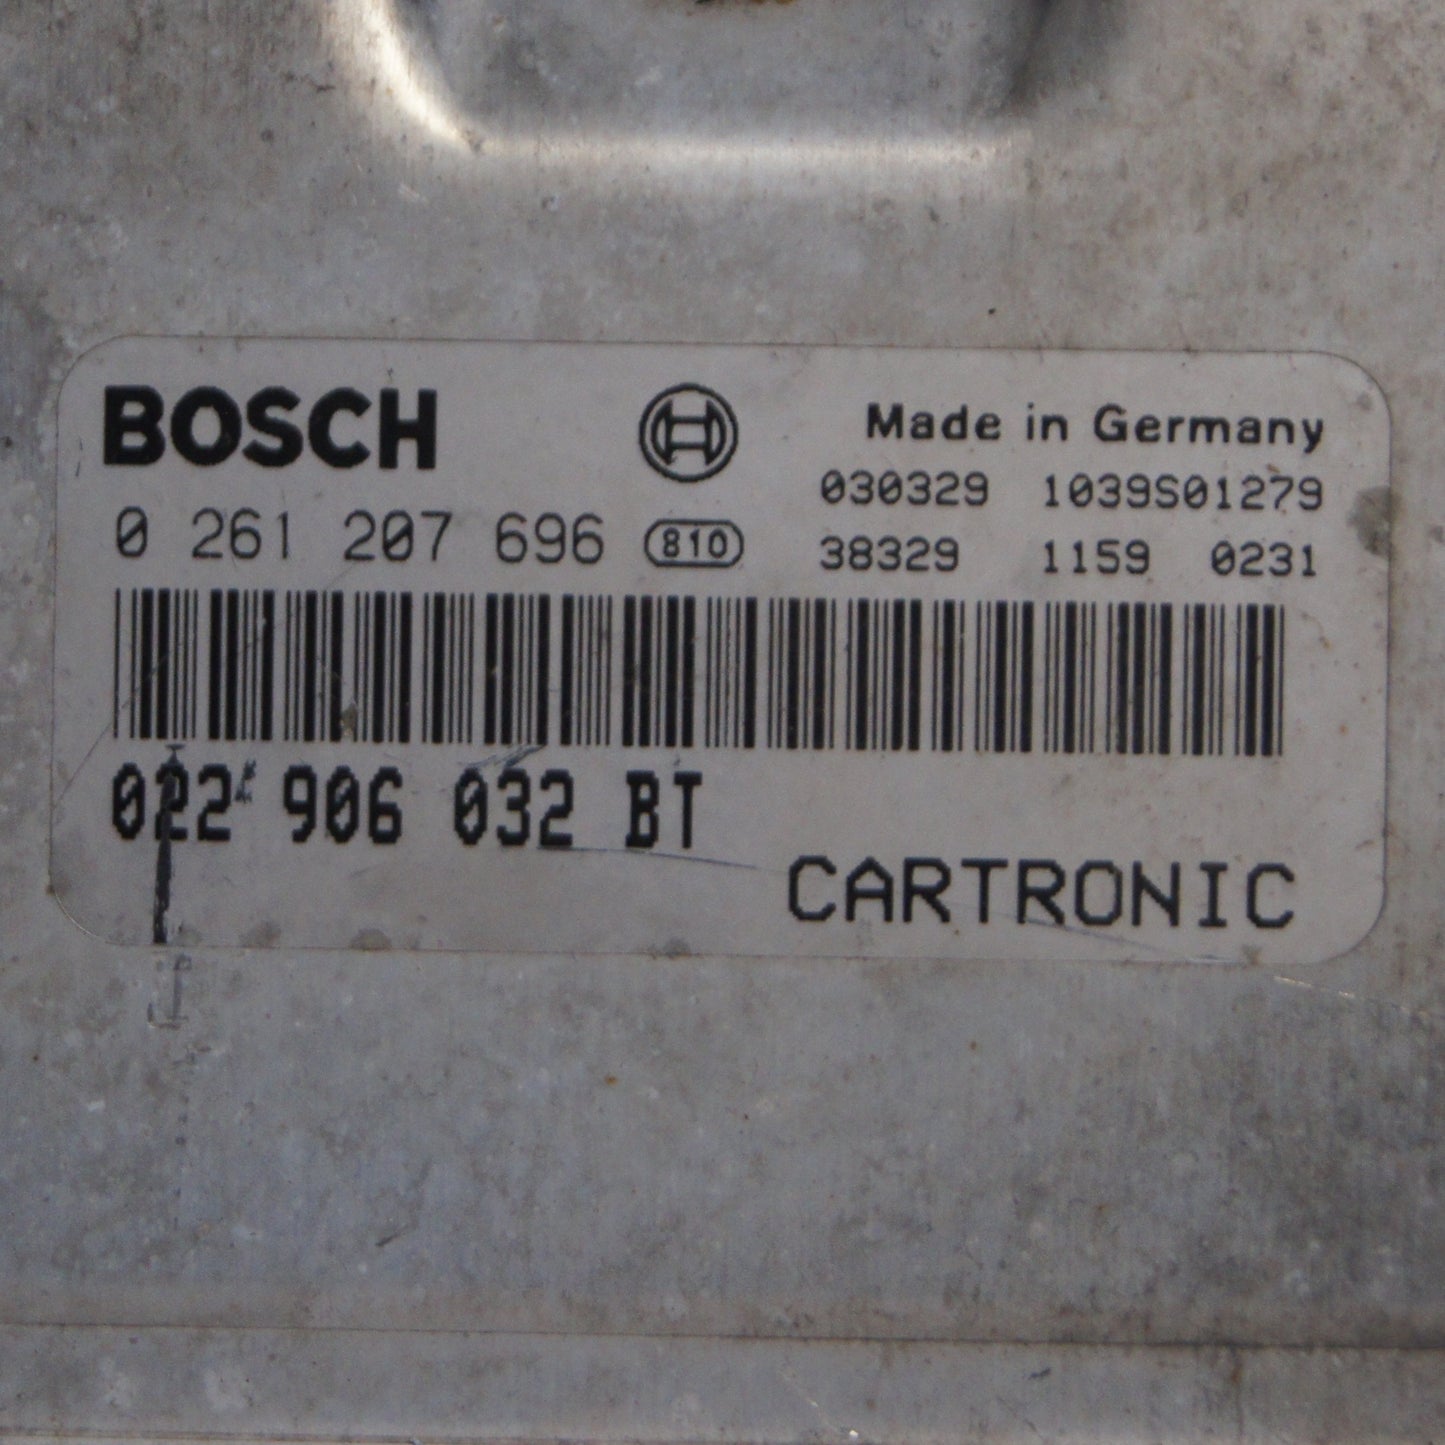 BOSCH
Made in Germany
030329 1039S01279
0 261 207 696 810
38329 1159 0231
022 906 032 BT
CARTRONIC